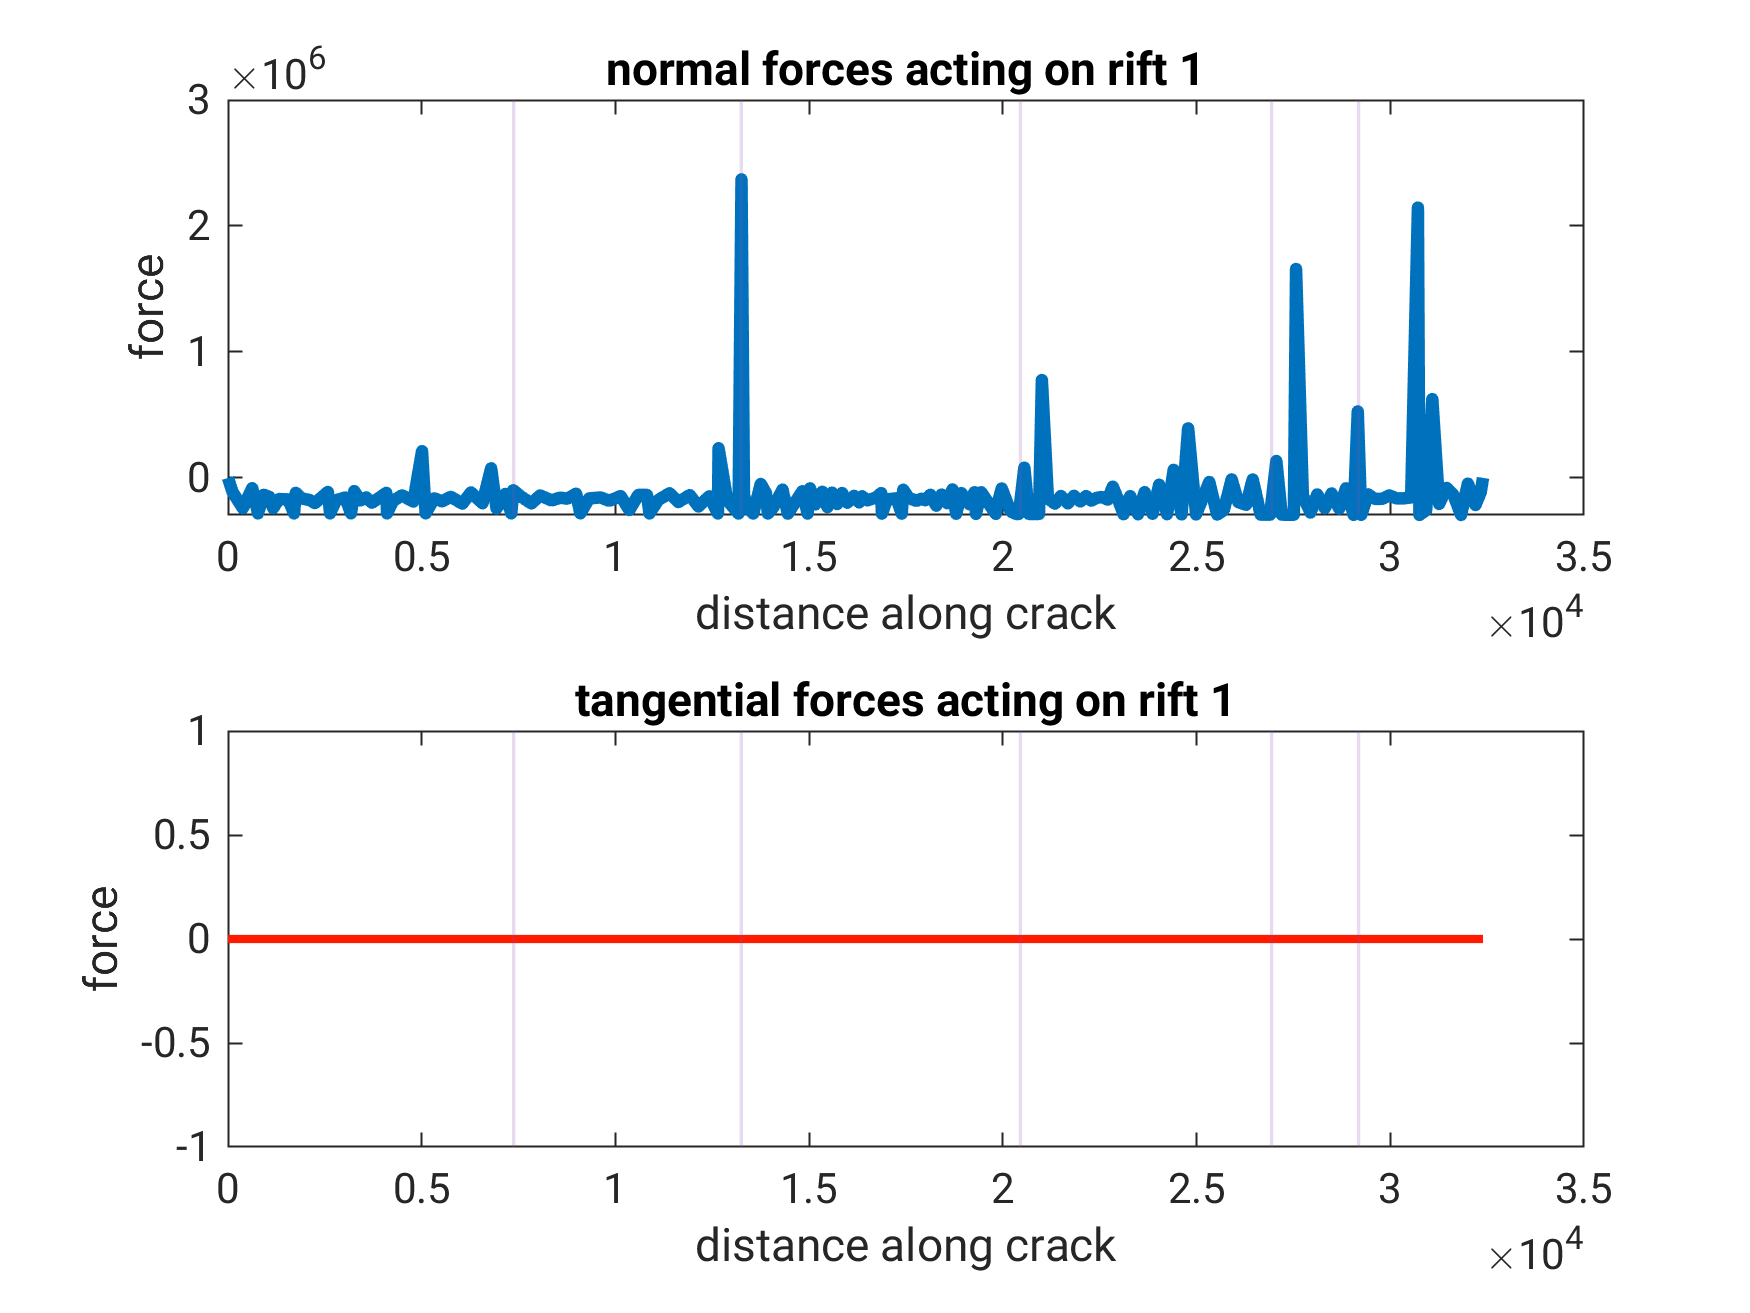 ×10^6
normal forces acting on rift 1
3
2
1
0
force
0 0.5 1 1.5 2 2.5 3 3.5
distance along crack
×10^4
tangential forces acting on rift 1
1
0.5
0
-0.5
-1
force
0 0.5 1 1.5 2 2.5 3 3.5
distance along crack
×10^4